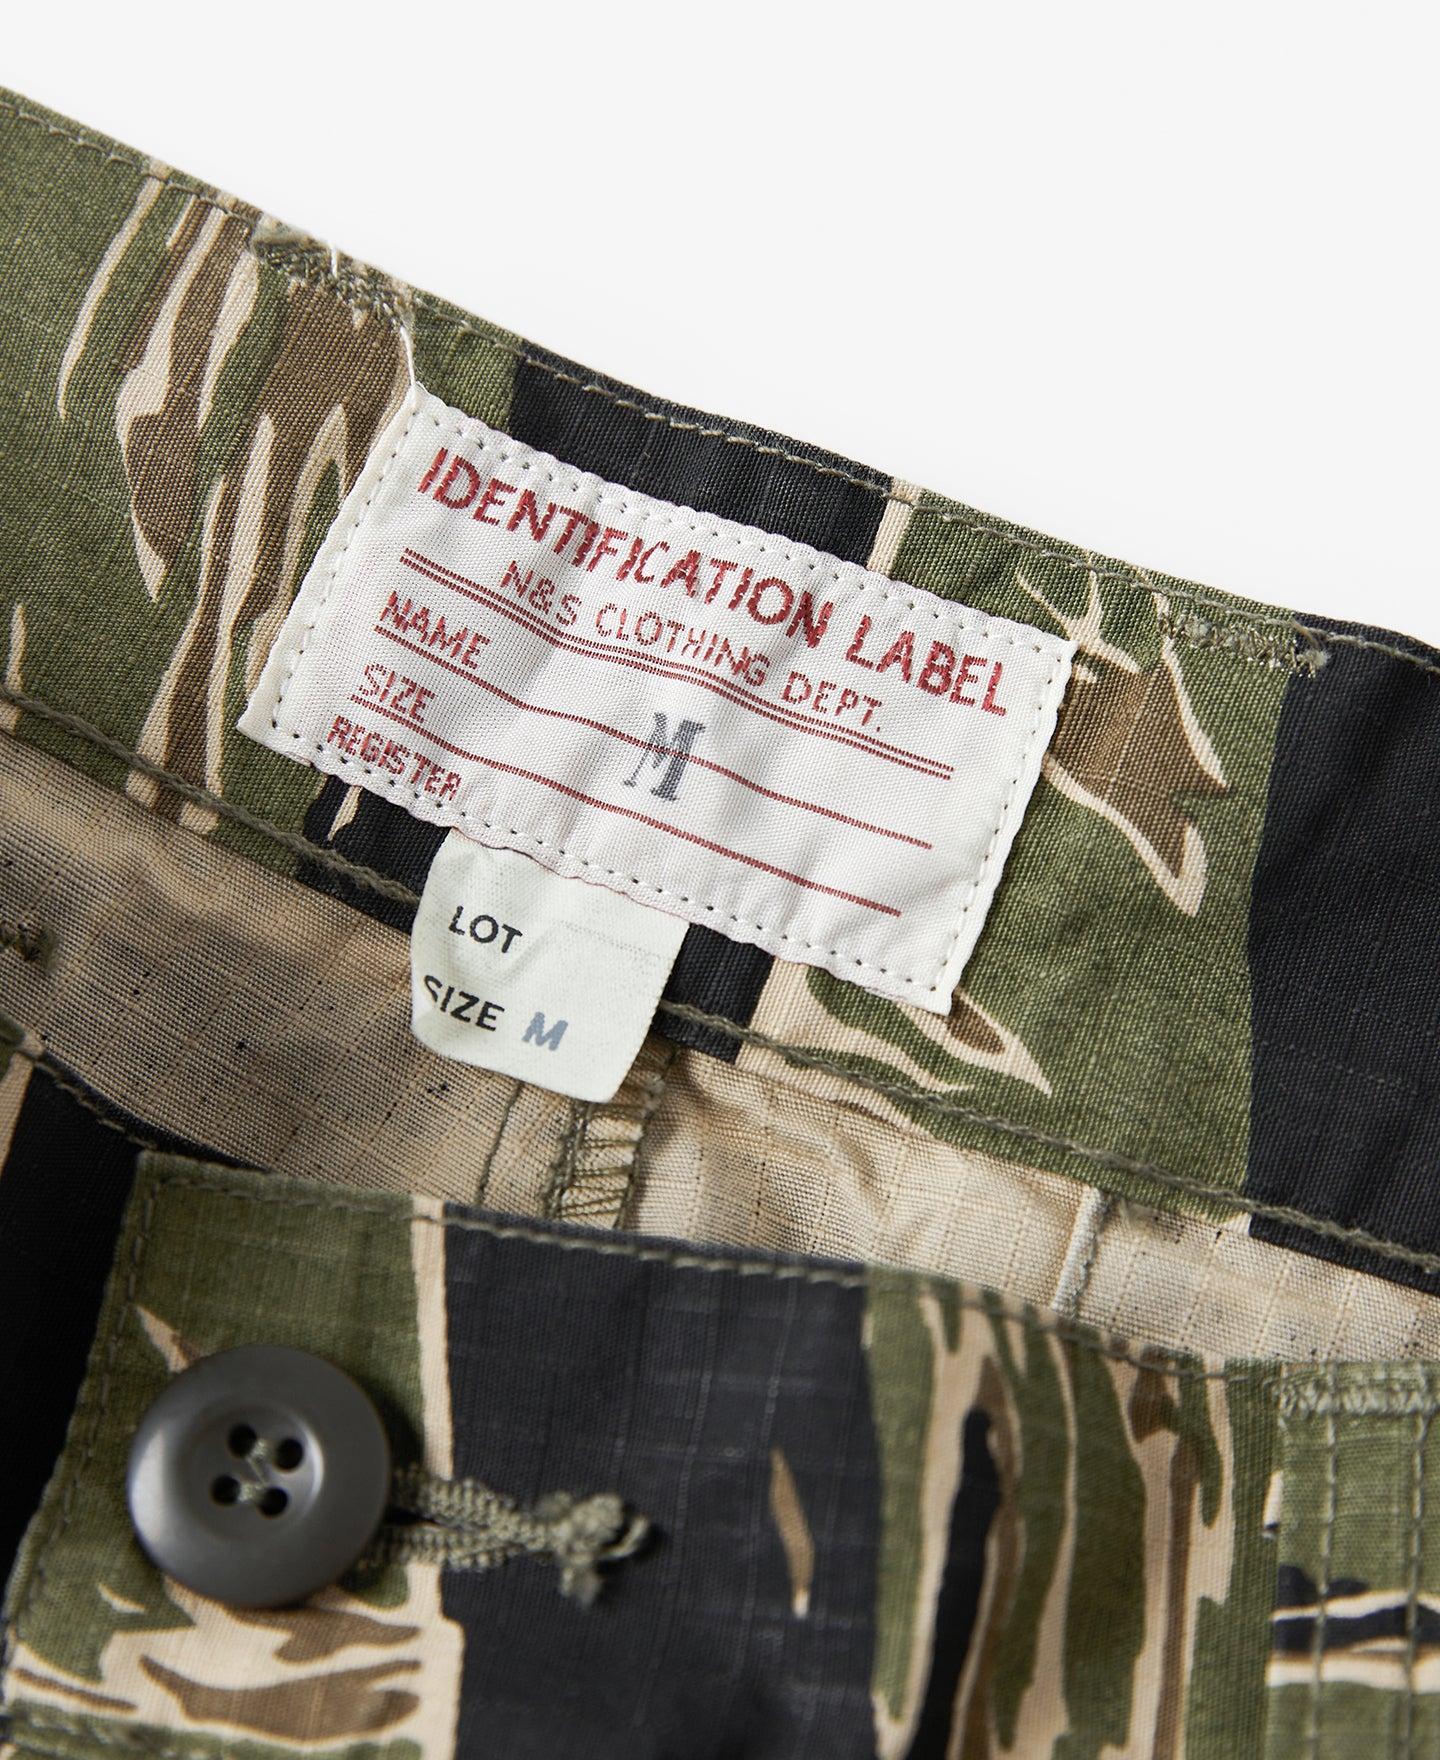 IDENTIFICATION LABEL
N&S CLOTHING DEPT.
NAME
SIZE M
REGISTER
LOT
SIZE M